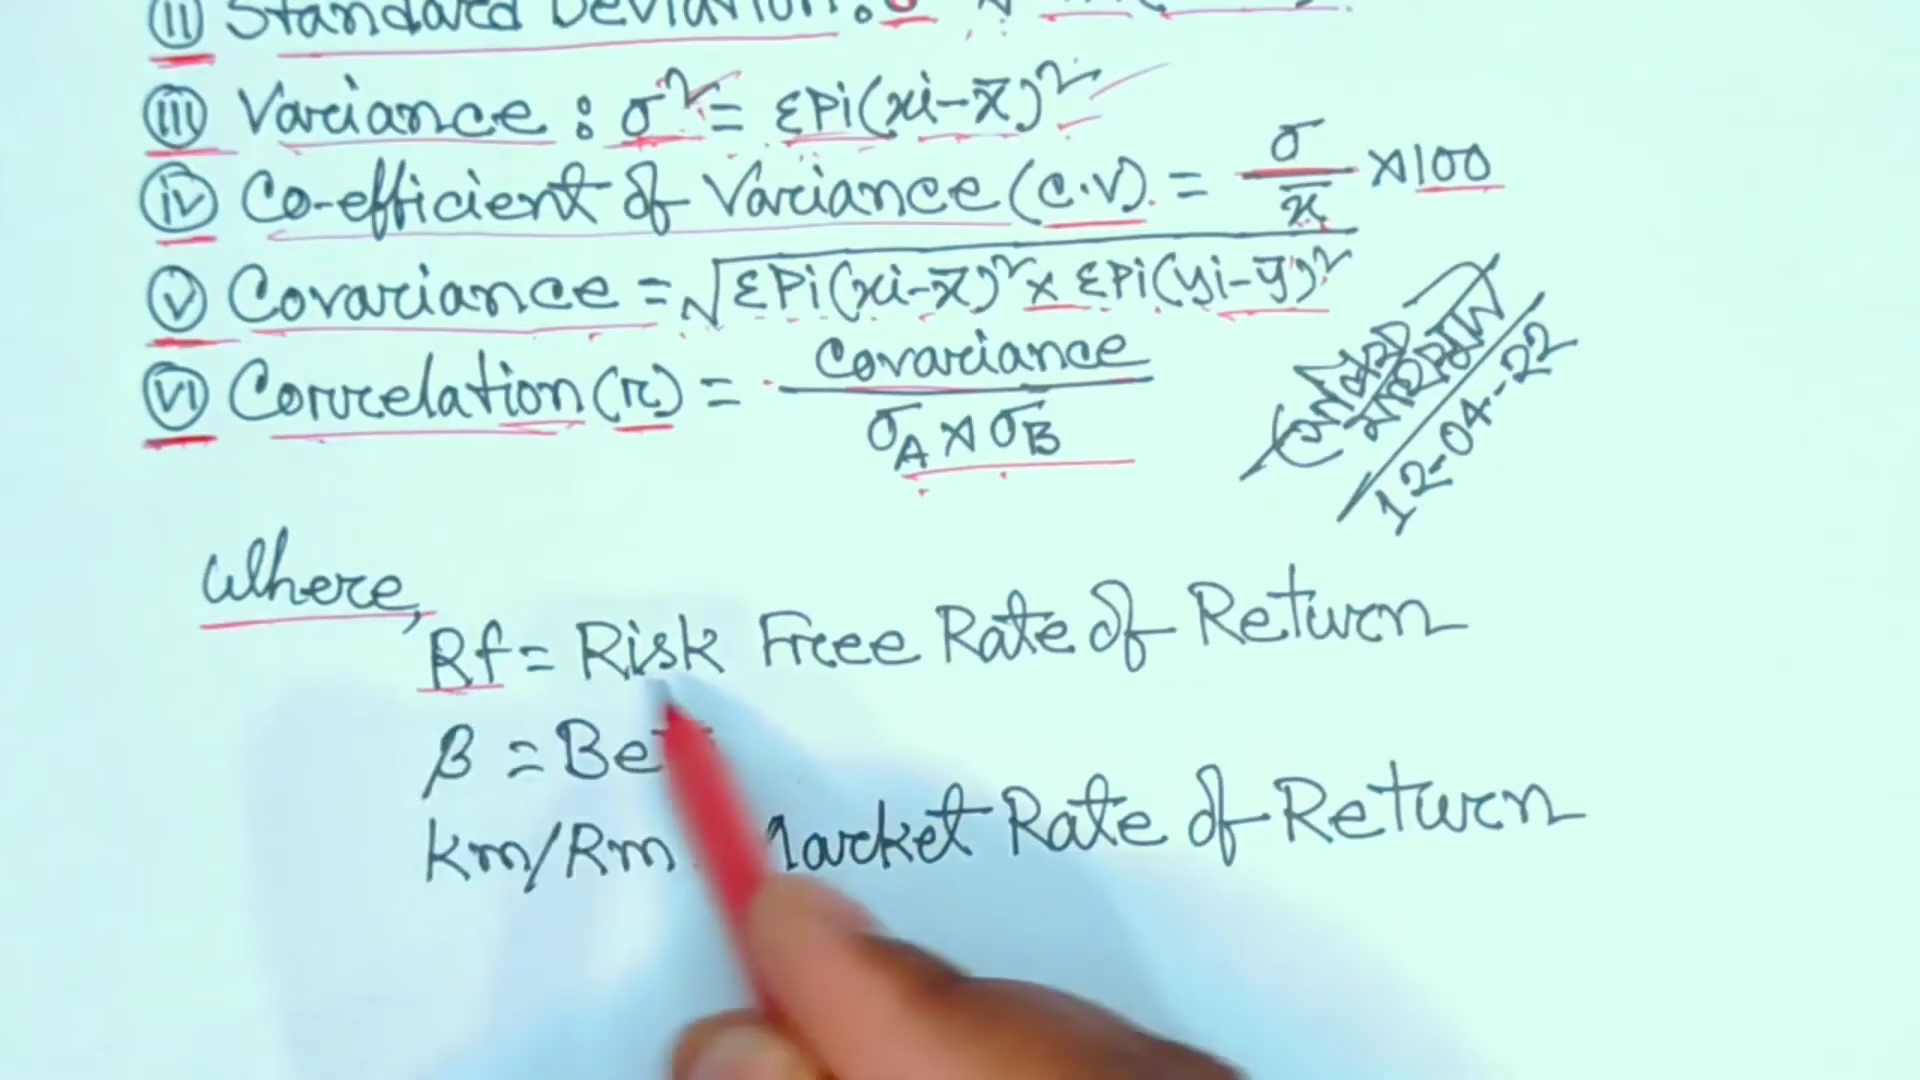 (ii) Standard Deviation : σ
(iii) Variance : σ² = ΣPi(xi-x̄)²
(iv) Co-efficient of Variance (C.V) = σ/x̄ × 100
(v) Covariance = √ΣPi(xi-x̄)² × ΣPi(yi-ȳ)²
(vi) Correlation (r) = Covariance / σA × σB
12-04-22
Where,
Rf = Risk Free Rate of Return
β = Be
km/Rm Market Rate of Return